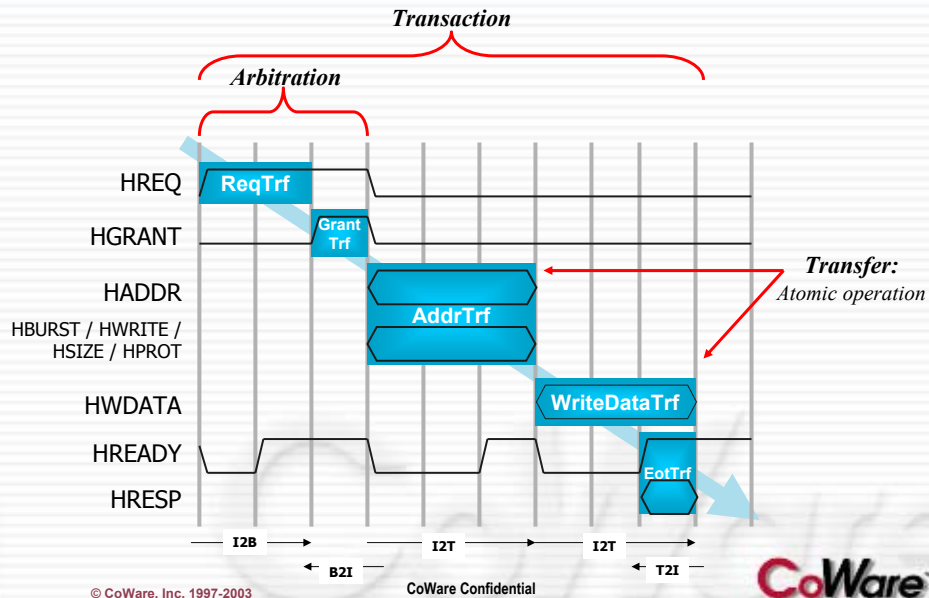 Transaction
Arbitration
HREQ
ReqTrf
HGRANT
Grant
Trf
HADDR
AddrTrf
HBURST / HWRITE /
HSIZE / HPROT
Transfer:
Atomic operation
HWDATA
WriteDataTrf
HREADY
EotTrf
HRESP
I2B
I2T
I2T
B2I
T2I
© CoWare, Inc. 1997-2003
CoWare Confidential
CoWare